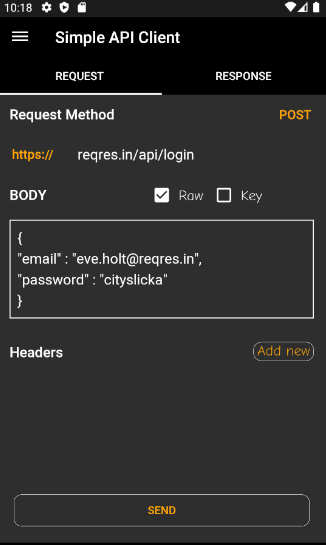 10:18
Simple API Client
REQUEST RESPONSE
Request Method POST
https:// reqres.in/api/login
BODY Raw Key
{
"email" : "eve.holt@reqres.in",
"password" : "cityslicka"
}
Headers Add new
SEND